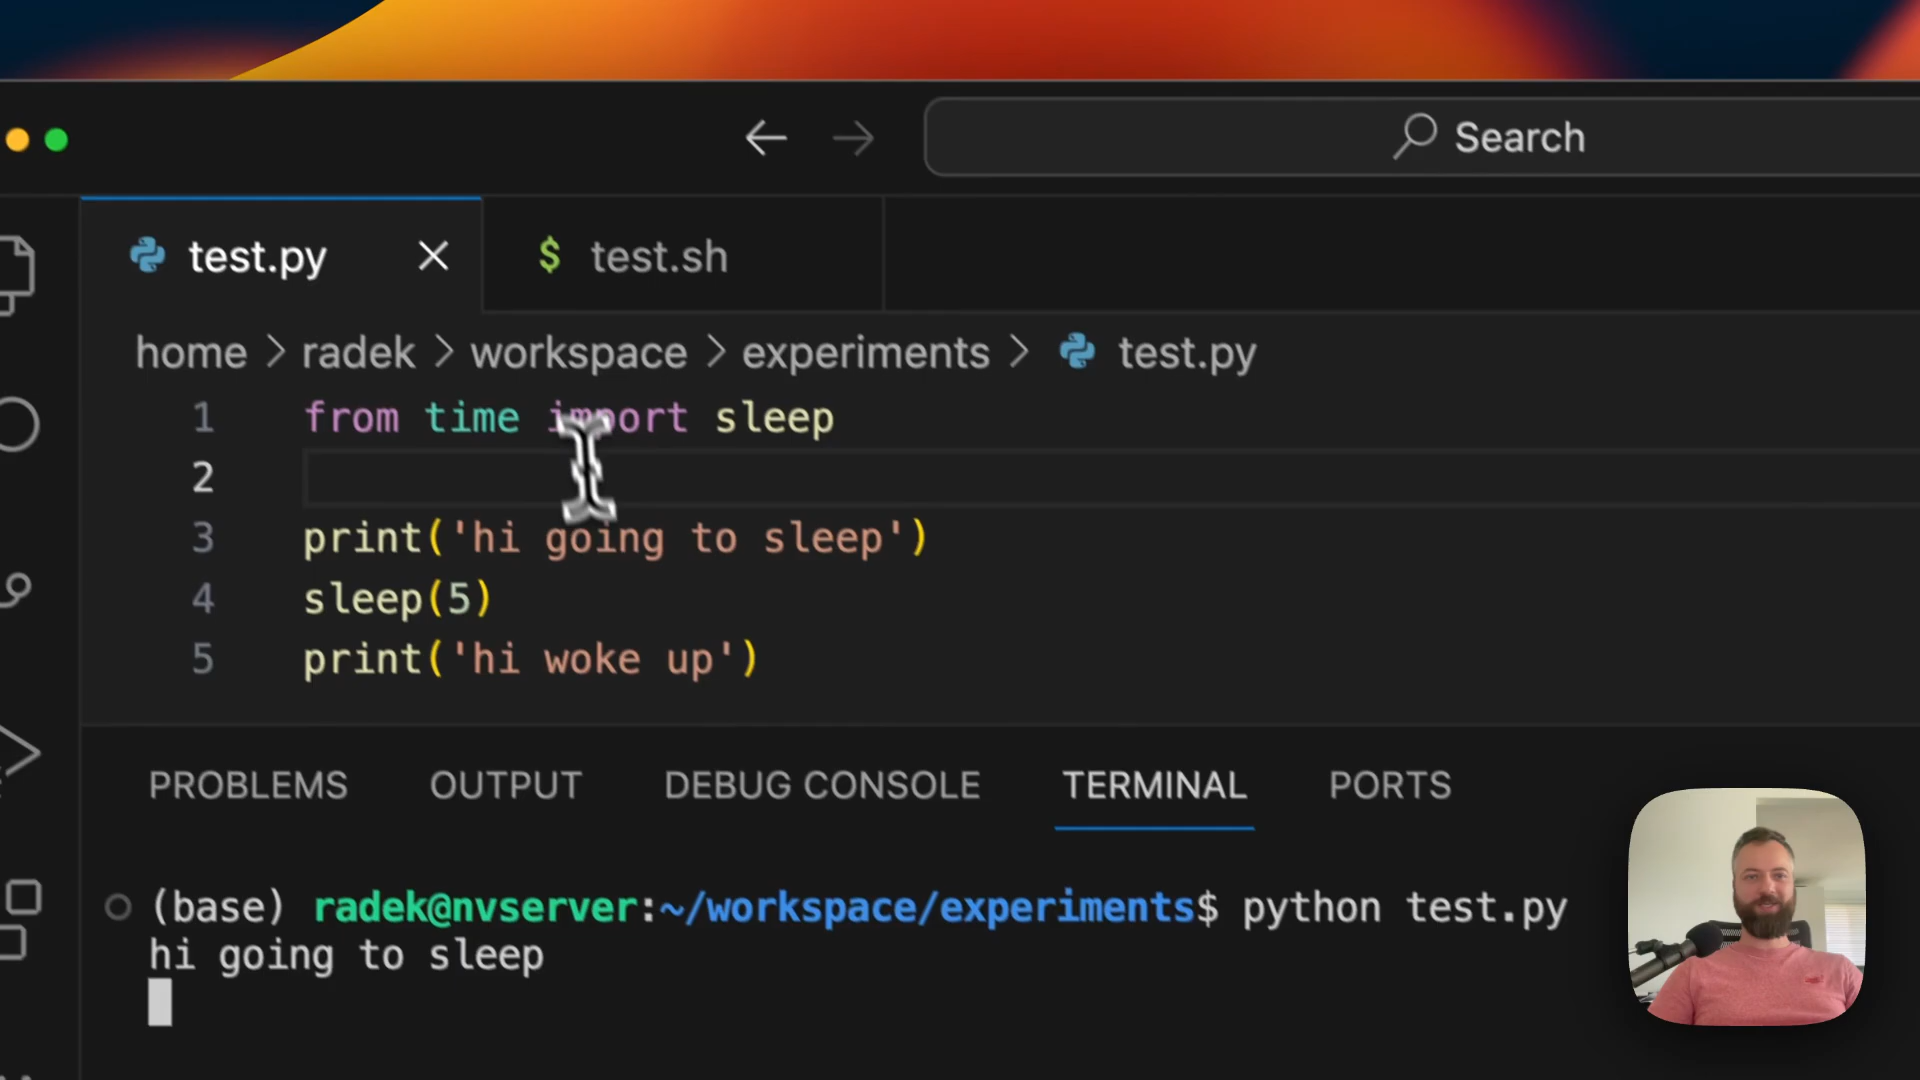 Search
test.py
$ test.sh
home > radek > workspace > experiments > test.py
1 from time import sleep
2
3 print('hi going to sleep')
4 sleep(5)
5 print('hi woke up')
PROBLEMS OUTPUT DEBUG CONSOLE TERMINAL PORTS
(base) radek@nvserver:~/workspace/experiments$ python test.py
hi going to sleep